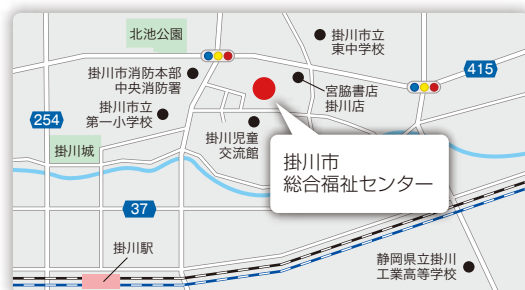 北池公園
掛川市立
東中学校
掛川市消防本部
中央消防署
宮脇書店
掛川店
415
掛川市立
第一小学校
254
掛川児童
交流館
掛川城
掛川市
総合福祉センター
37
掛川駅
静岡県立掛川
工業高等学校